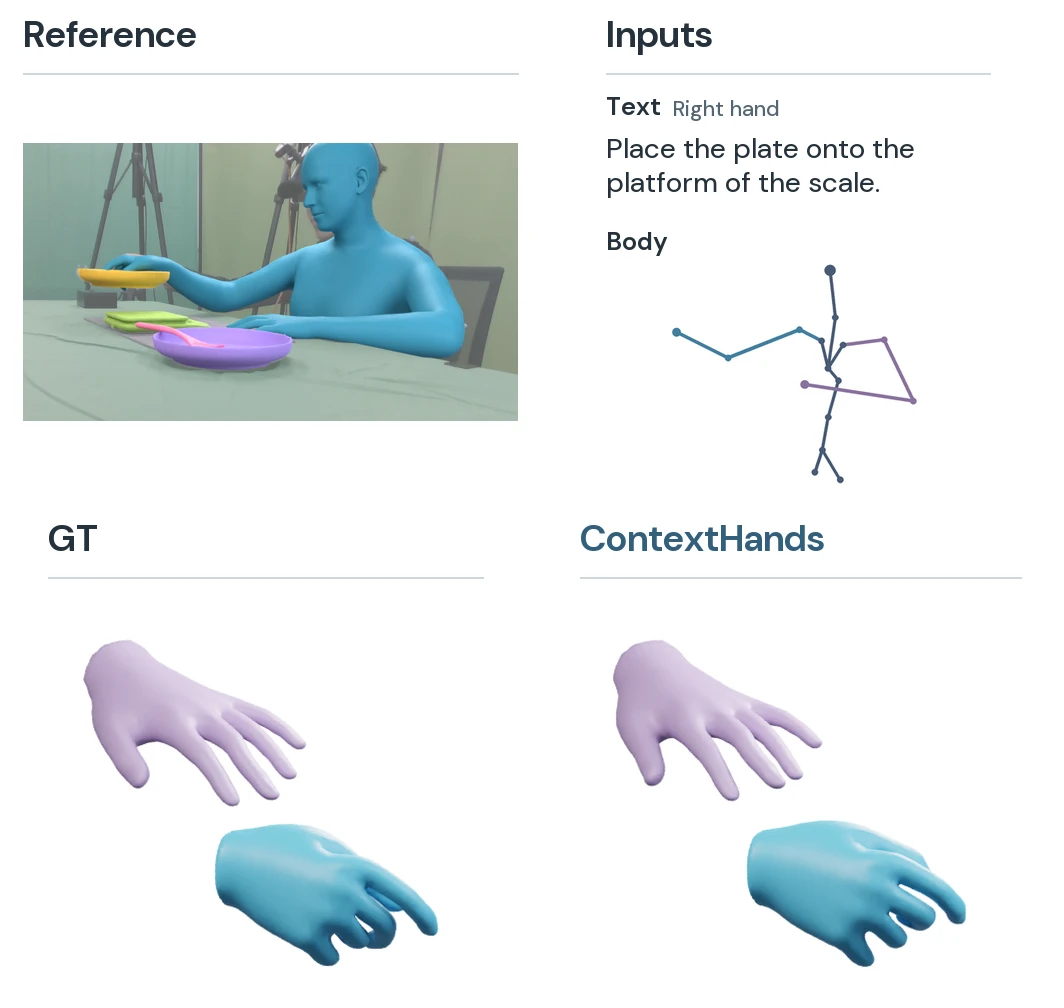 Reference
Inputs
Text Right hand
Place the plate onto the
platform of the scale.
Body
GT
ContextHands